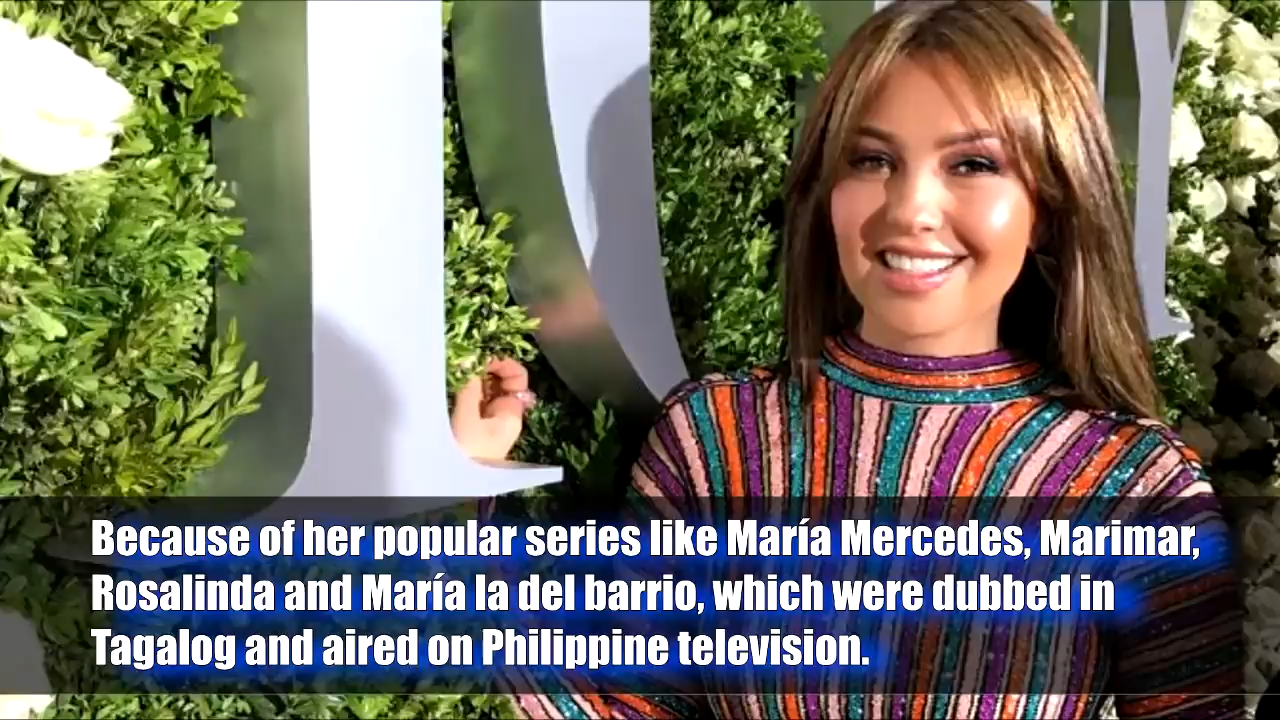 Because of her popular series like María Mercedes, Marimar,
Rosalinda and María la del barrio, which were dubbed in
Tagalog and aired on Philippine television.